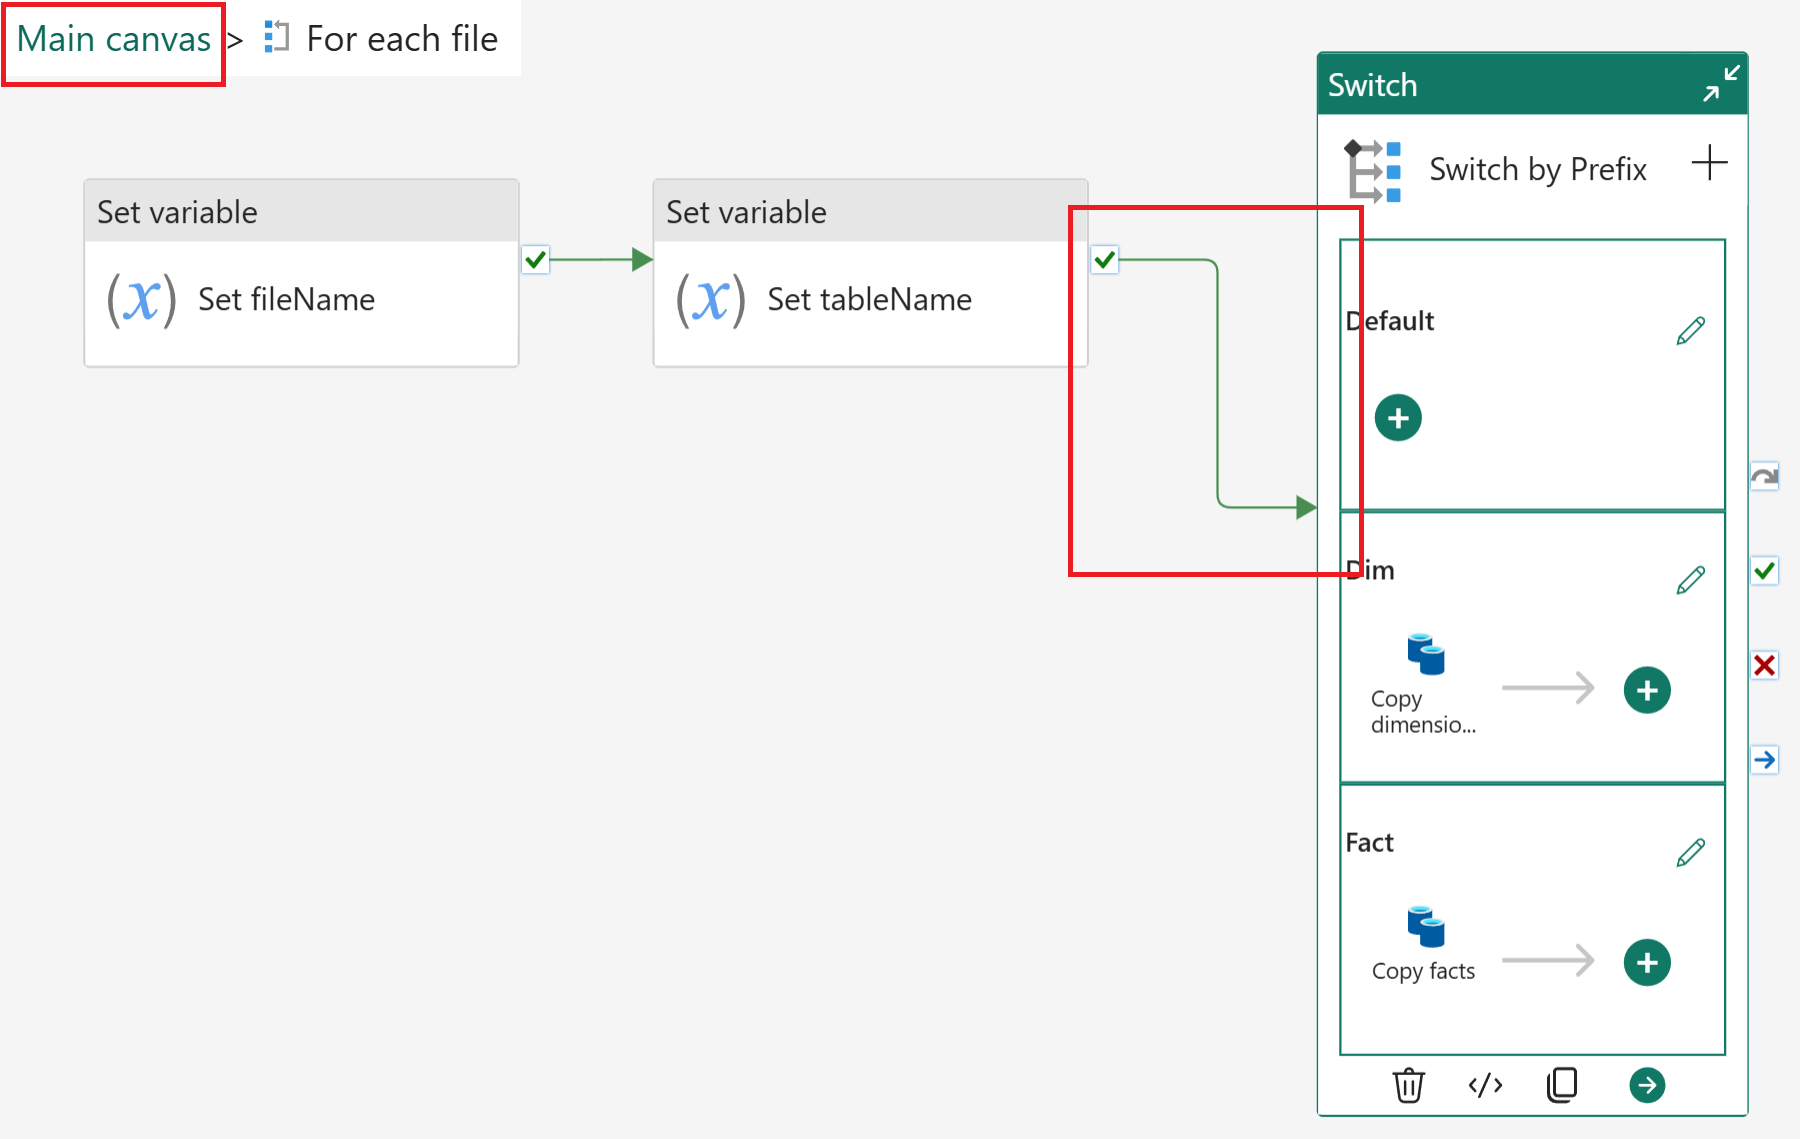 Main canvas > For each file
Switch
Switch by Prefix
Set variable
(x) Set fileName
Set variable
(x) Set tableName
Default
Dim
Copy
dimensio...
Fact
Copy facts